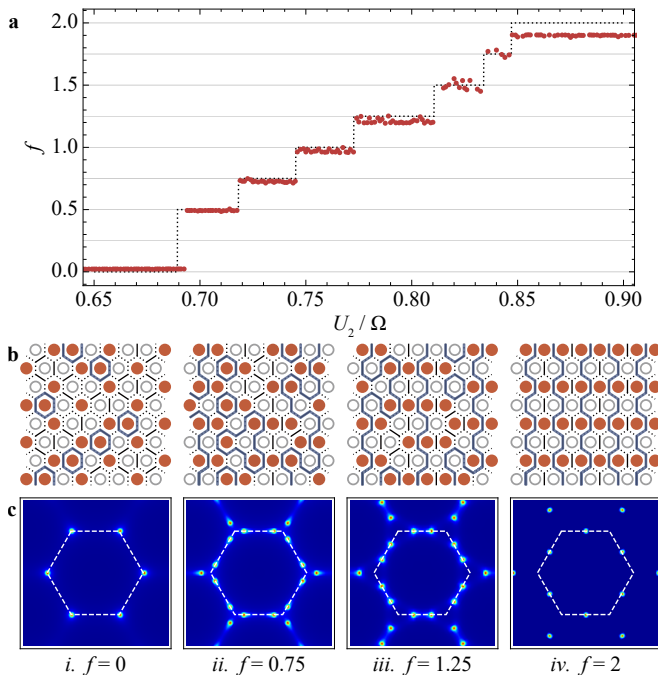 a
2.0
1.5
f
1.0
0.5
0.0
0.65 0.70 0.75 0.80 0.85 0.90
U₂ / Ω
b
c
i. f = 0 ii. f = 0.75 iii. f = 1.25 iv. f = 2